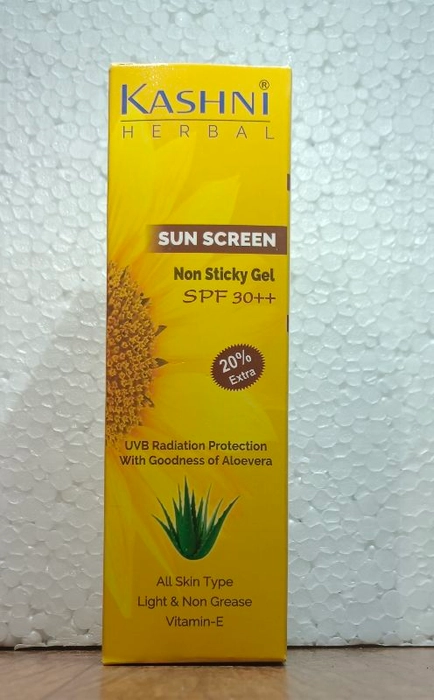 KASHNI®
HERBAL
SUN SCREEN
Non Sticky Gel
SPF 30++
20%
Extra
UVB Radiation Protection
With Goodness of Aloevera
All Skin Type
Light & Non Grease
Vitamin-E